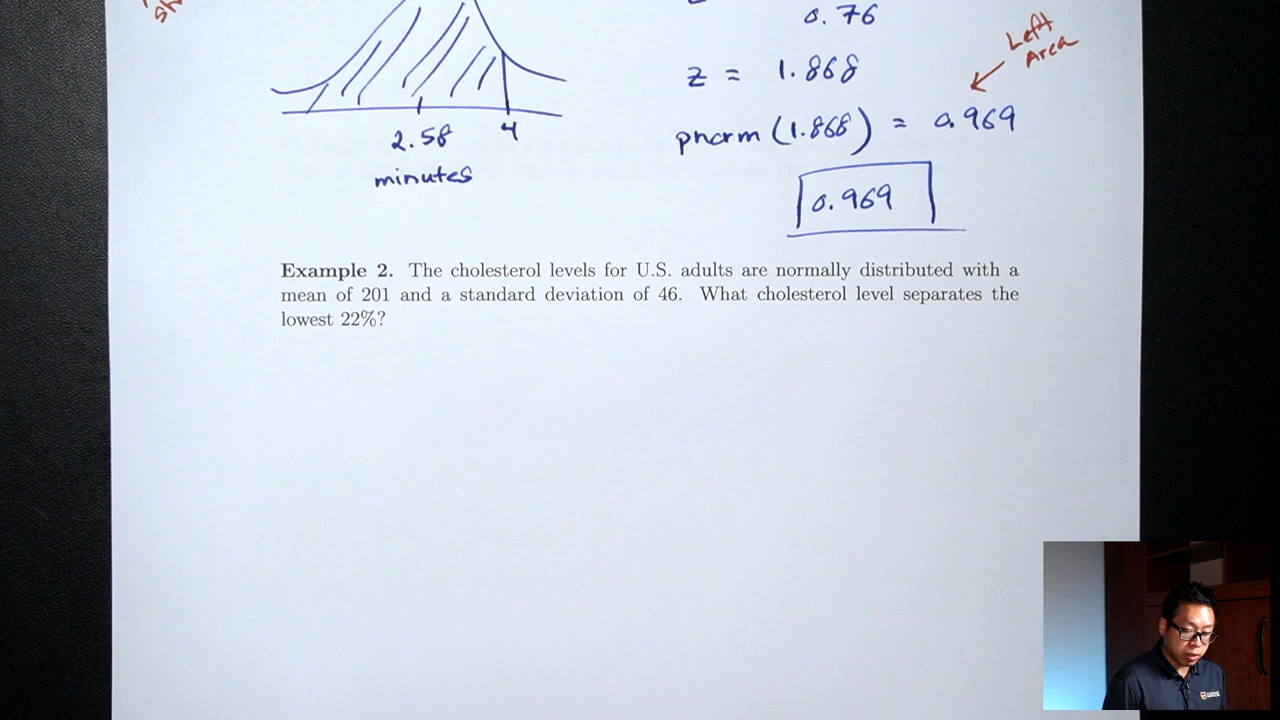 0.76
z = 1.868
Left
Area
pnorm (1.868) = 0.969
2.58
4
minutes
0.969
Example 2. The cholesterol levels for U.S. adults are normally distributed with a
mean of 201 and a standard deviation of 46. What cholesterol level separates the
lowest 22%?